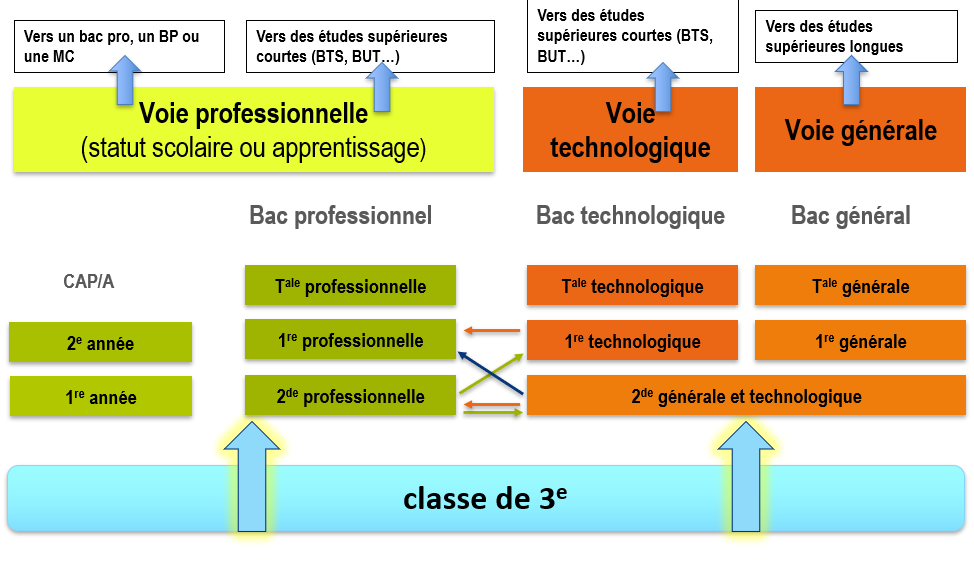 Vers un bac pro, un BP ou
une MC
Vers des études supérieures
courtes (BTS, BUT…)
Vers des études
supérieures courtes (BTS,
BUT…)
Vers des études
supérieures longues
Voie professionnelle
(statut scolaire ou apprentissage)
Voie
technologique
Voie générale
Bac professionnel
Bac technologique
Bac général
CAP/A
Tale professionnelle
Tale technologique
Tale générale
2e année
1re professionnelle
1re technologique
1re générale
1re année
2de professionnelle
2de générale et technologique
classe de 3e